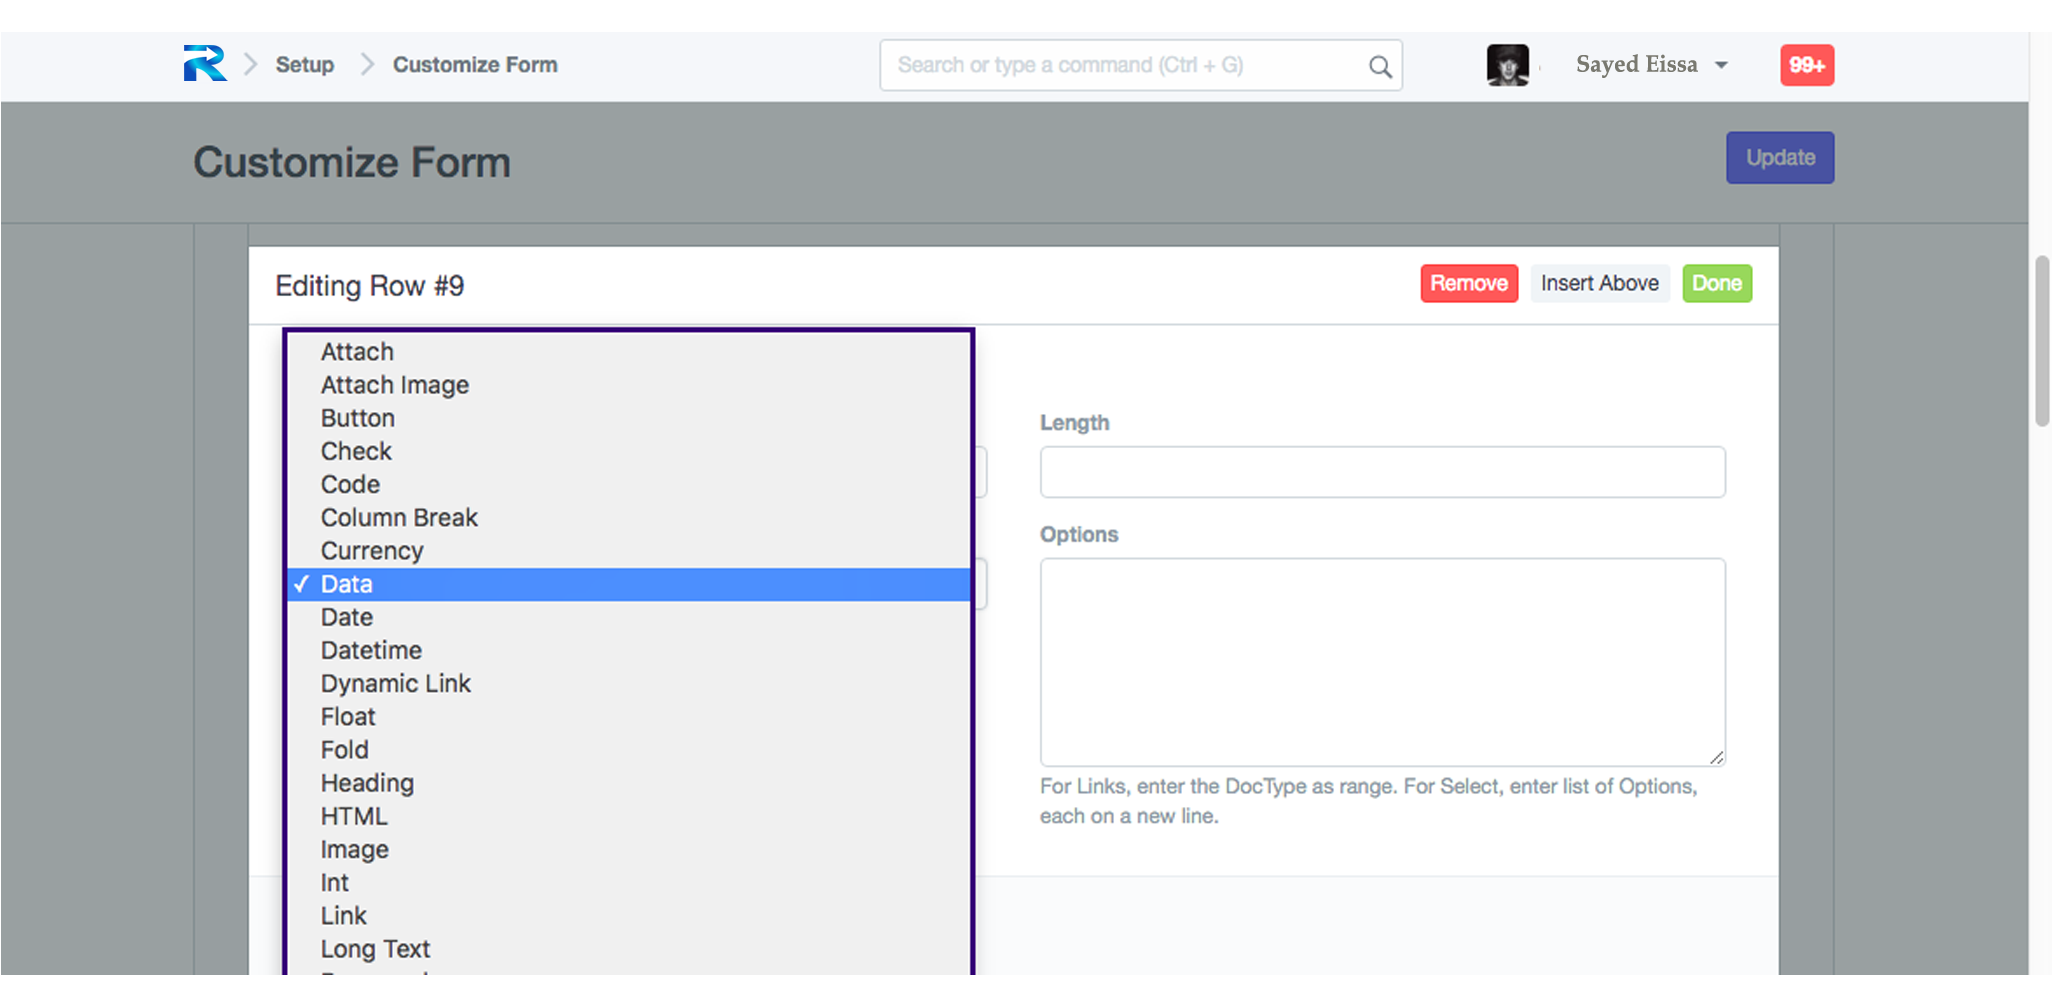 Setup
Customize Form
Search or type a command (Ctrl + G)
Sayed Eissa
99+
Customize Form
Update
Editing Row #9
Remove
Insert Above
Done
Attach
Attach Image
Button
Check
Code
Column Break
Currency
✓ Data
Date
Datetime
Dynamic Link
Float
Fold
Heading
HTML
Image
Int
Link
Long Text
Length
Options
For Links, enter the DocType as range. For Select, enter list of Options,
each on a new line.